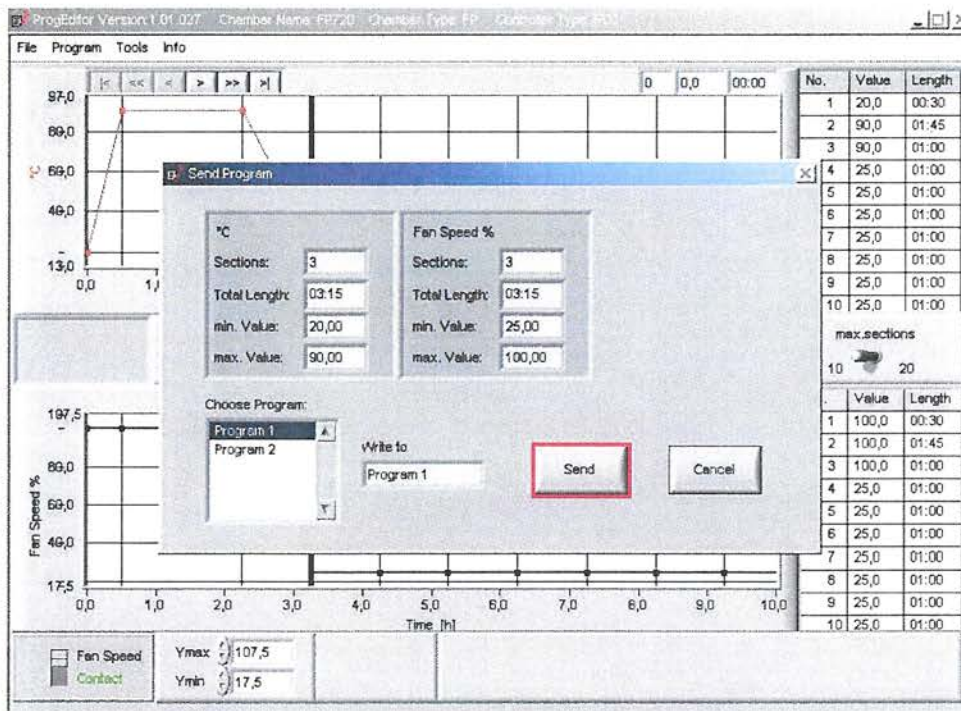 ProgEditor Version:1.01.027 Chamber Name: FP720 Chamber Type: FP Controller Type:
File Program Tools Info
|< << < > >> >|
0 0,0 00:00
97,0
89,0
69,0
49,0
13,0
°C
0,0
No. Value Length
1 20,0 00:30
2 90,0 01:45
3 90,0 01:00
4 25,0 01:00
5 25,0 01:00
6 25,0 01:00
7 25,0 01:00
8 25,0 01:00
9 25,0 01:00
10 25,0 01:00
Send Program
°C
Sections: 3
Total Length: 03:15
min. Value: 20,00
max. Value: 90,00
Fan Speed %
Sections: 3
Total Length: 03:15
min. Value: 25,00
max. Value: 100,00
Choose Program:
Program 1
Program 2
Write to
Program 1
Send
Cancel
max.sections
10 20
Value Length
1 100,0 00:30
2 100,0 01:45
3 100,0 01:00
4 25,0 01:00
5 25,0 01:00
6 25,0 01:00
7 25,0 01:00
8 25,0 01:00
9 25,0 01:00
10 25,0 01:00
107,5
89,0
69,0
49,0
17,5
Fan Speed %
0,0 1,0 2,0 3,0 4,0 5,0 6,0 7,0 8,0 9,0 10,0
Time [h]
Fan Speed
Contact
Ymax 107,5
Ymin 17,5